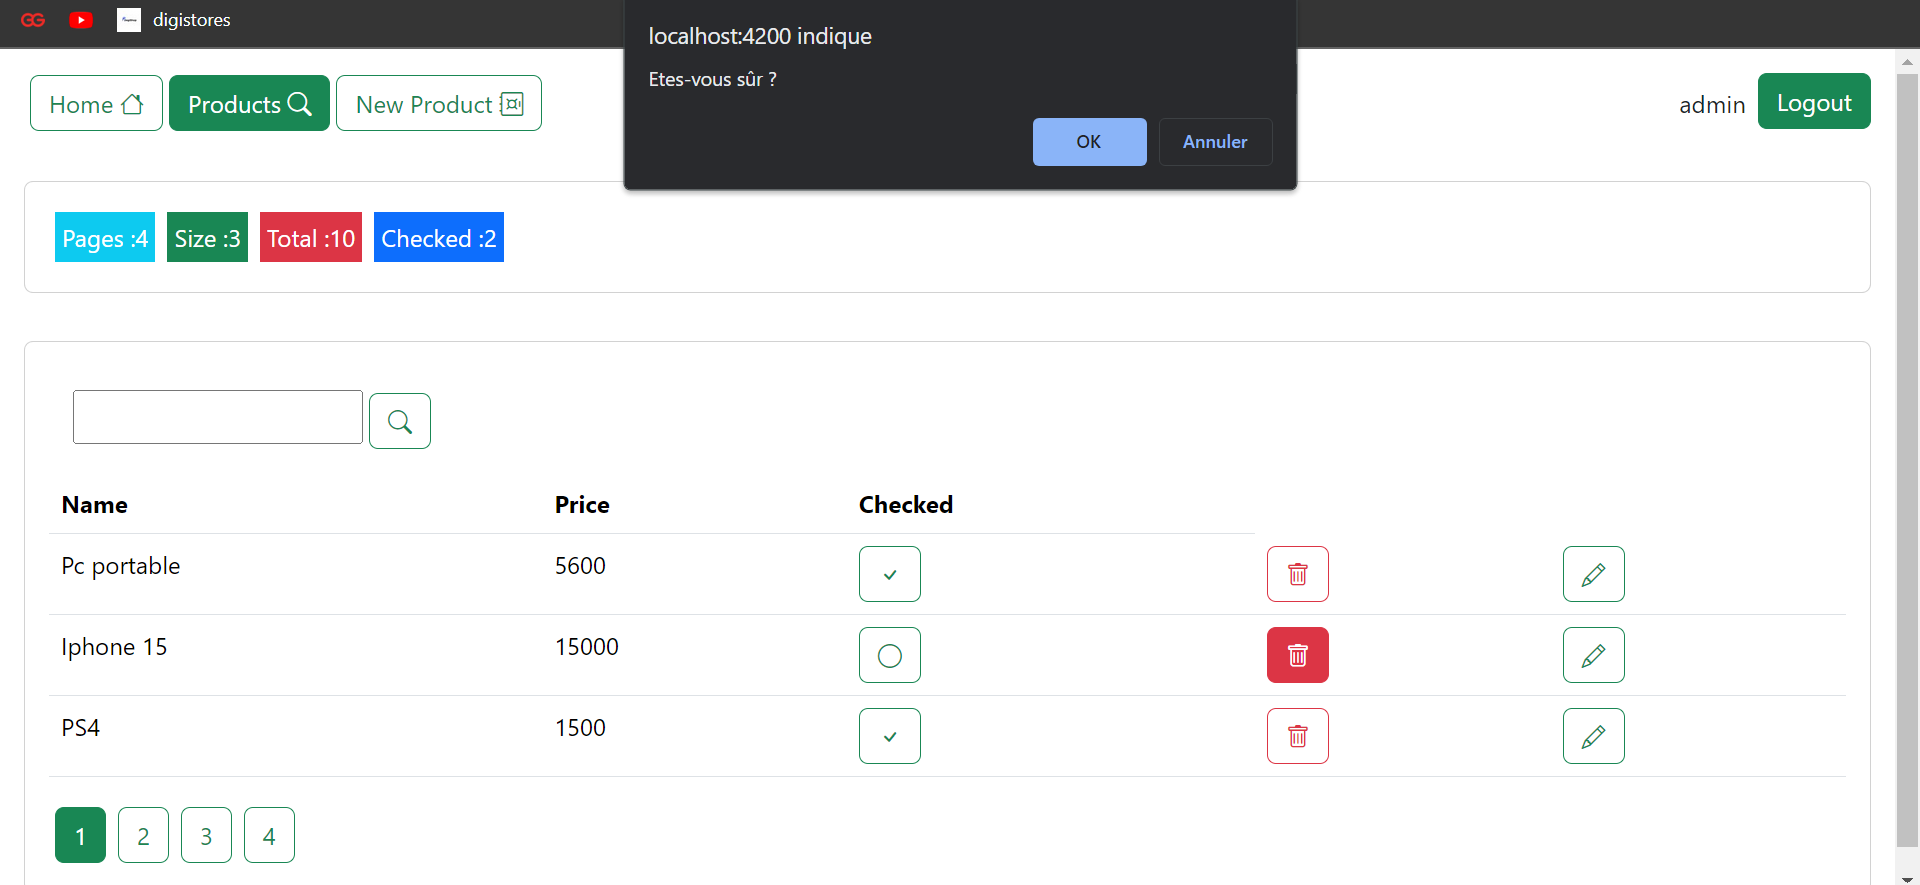 digistores
localhost:4200 indique
Etes-vous sûr ?
OK Annuler
Home Products New Product admin Logout
Pages :4 Size :3 Total :10 Checked :2
Name Price Checked
Pc portable 5600
Iphone 15 15000
PS4 1500
1 2 3 4